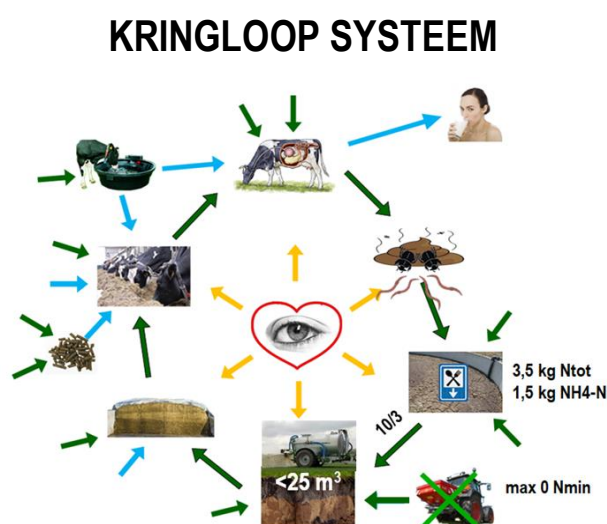 KRINGLOOP SYSTEEM
3,5 kg Ntot
1,5 kg NH4-N
10/3
<25 m³
max 0 Nmin